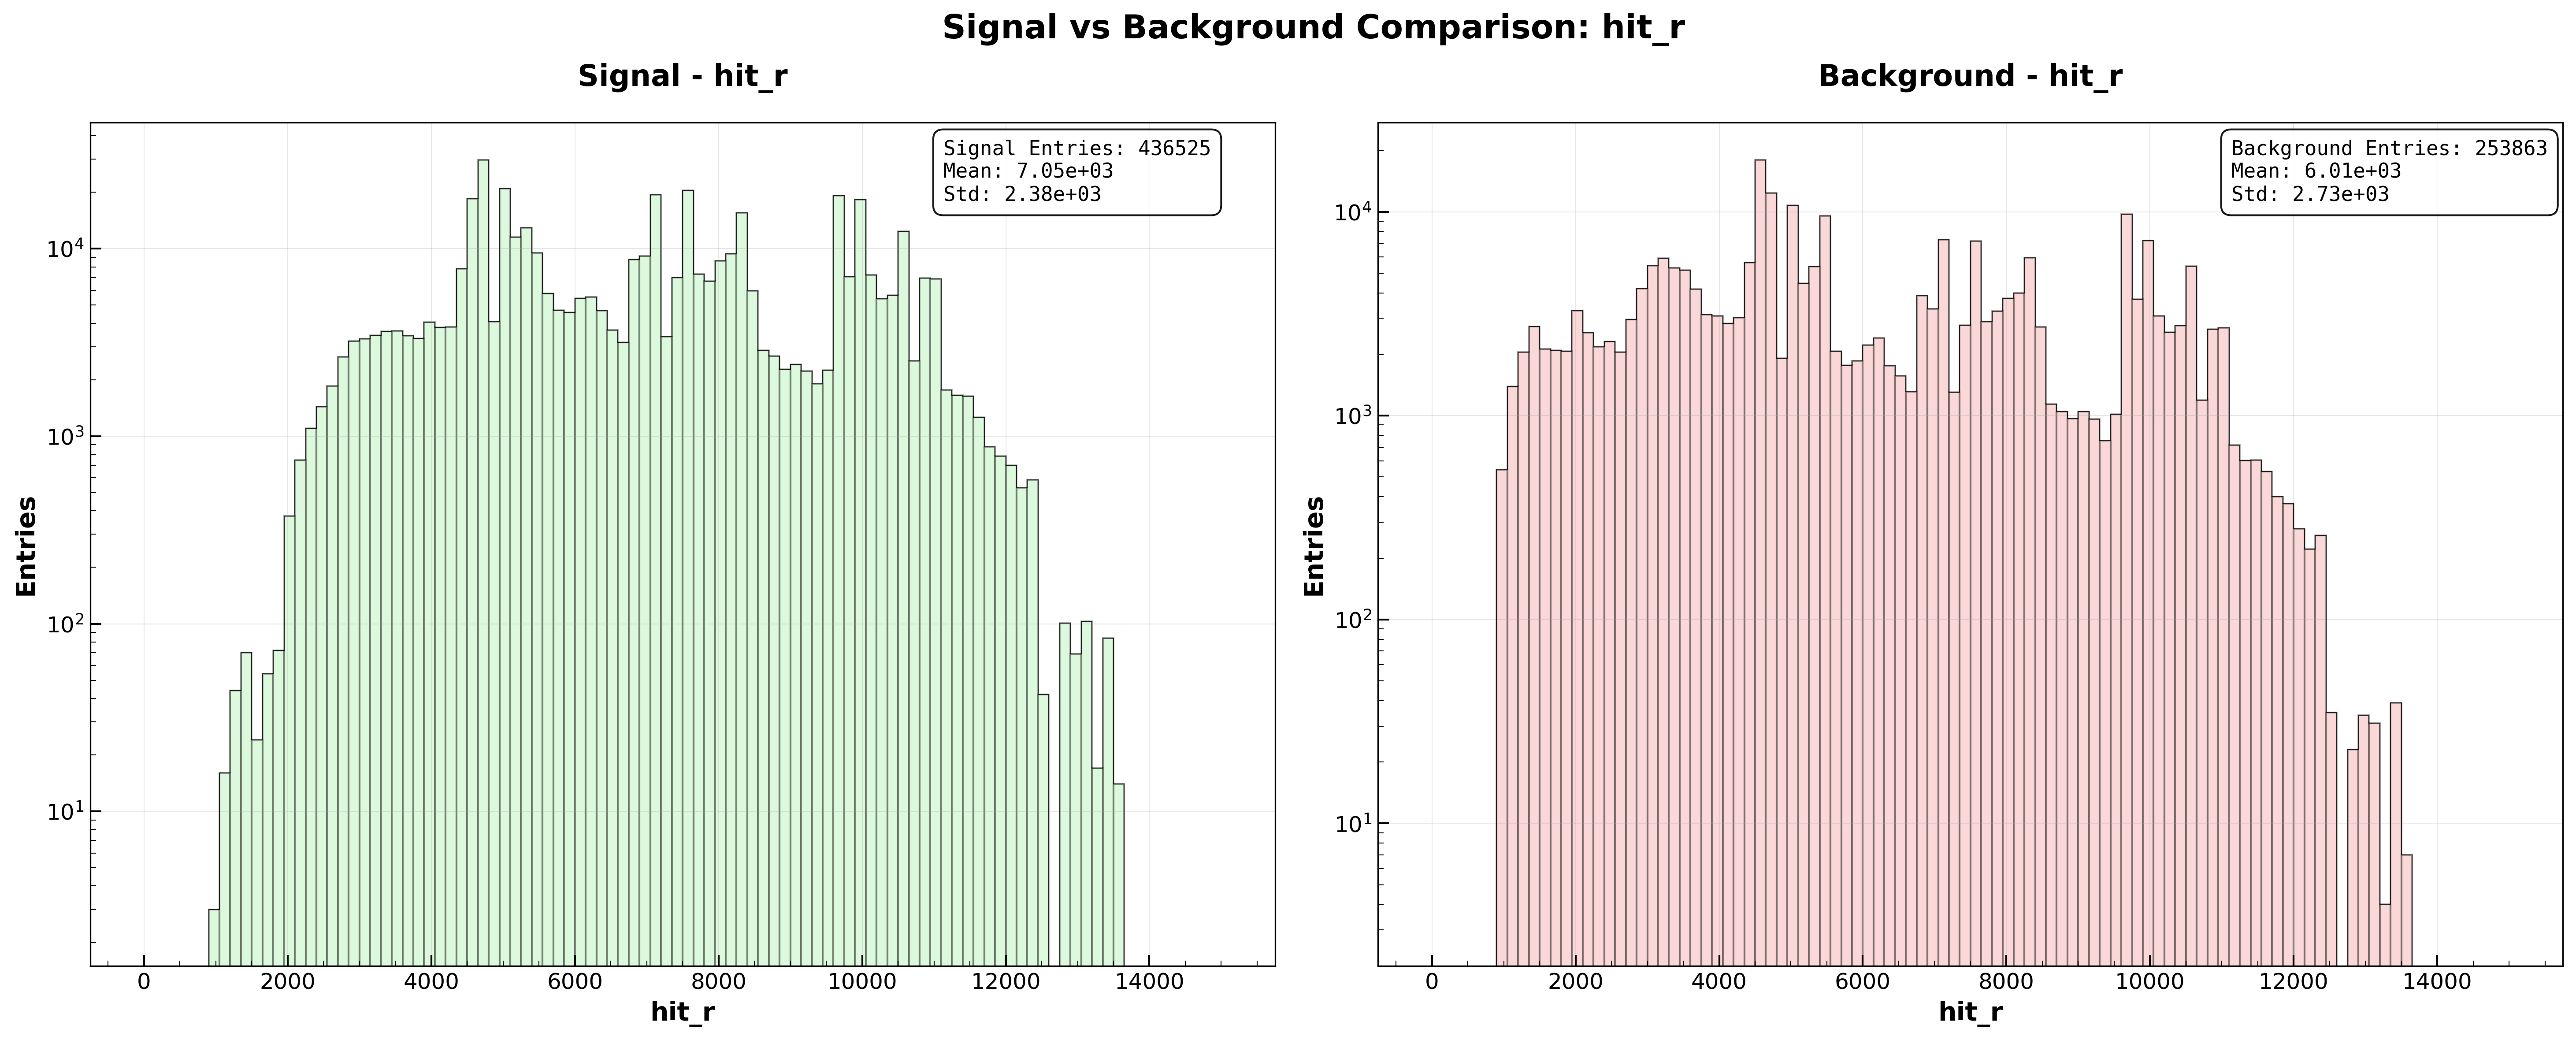 Signal vs Background Comparison: hit_r
Signal - hit_r
Signal Entries: 436525
Mean: 7.05e+03
Std: 2.38e+03
10^4
10^3
10^2
10^1
Entries
0 2000 4000 6000 8000 10000 12000 14000
hit_r
Background - hit_r
Background Entries: 253863
Mean: 6.01e+03
Std: 2.73e+03
10^4
10^3
10^2
10^1
Entries
0 2000 4000 6000 8000 10000 12000 14000
hit_r